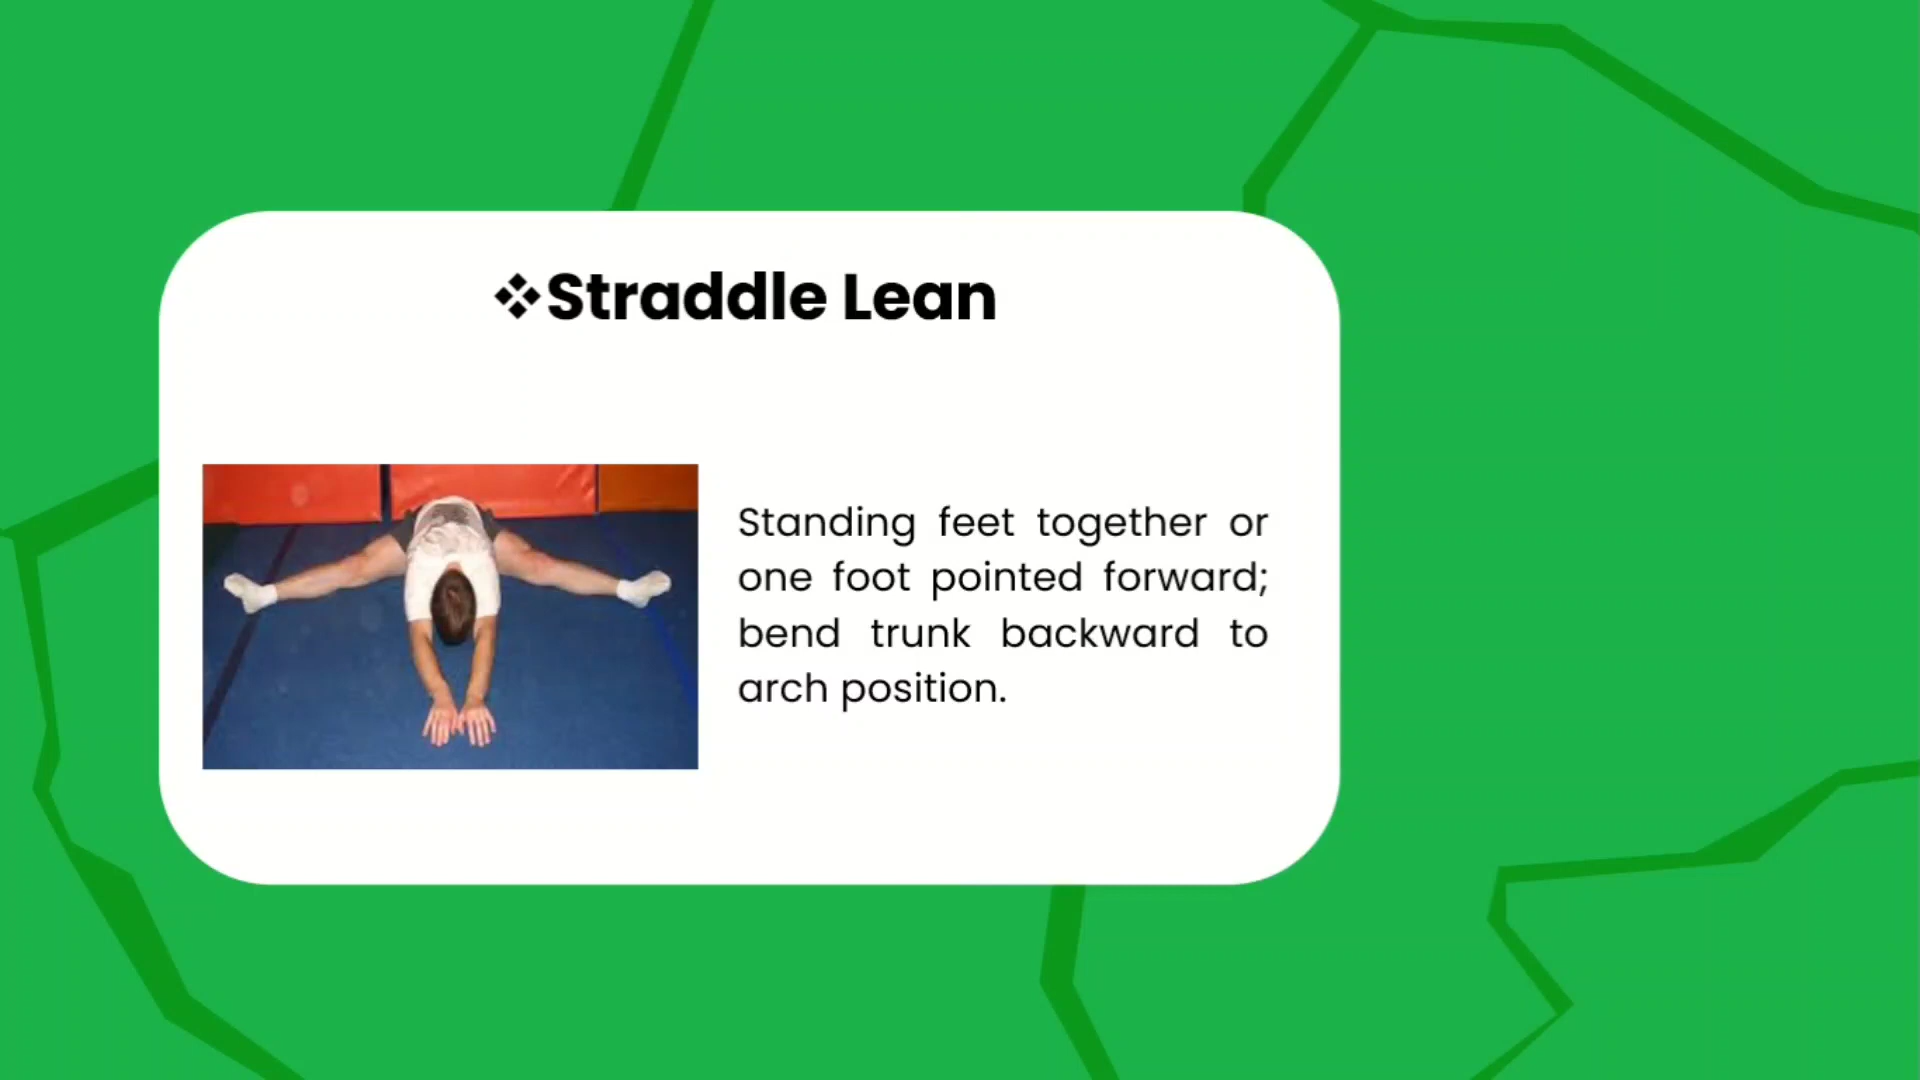 ❖Straddle Lean
Standing feet together or
one foot pointed forward;
bend trunk backward to
arch position.